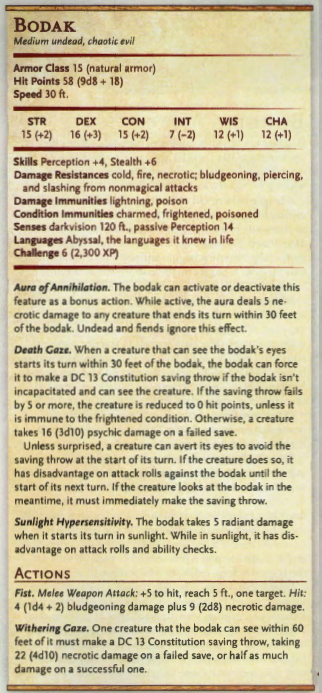 BODAK
Medium undead, chaotic evil
Armor Class 15 (natural armor)
Hit Points 58 (9d8 + 18)
Speed 30 ft.
STR DEX CON INT WIS CHA
15 (+2) 16 (+3) 15 (+2) 7 (−2) 12 (+1) 12 (+1)
Skills Perception +4, Stealth +6
Damage Resistances cold, fire, necrotic; bludgeoning, piercing,
and slashing from nonmagical attacks
Damage Immunities lightning, poison
Condition Immunities charmed, frightened, poisoned
Senses darkvision 120 ft., passive Perception 14
Languages Abyssal, the languages it knew in life
Challenge 6 (2,300 XP)
Aura of Annihilation. The bodak can activate or deactivate this
feature as a bonus action. While active, the aura deals 5 ne-
crotic damage to any creature that ends its turn within 30 feet
of the bodak. Undead and fiends ignore this effect.
Death Gaze. When a creature that can see the bodak's eyes
starts its turn within 30 feet of the bodak, the bodak can force
it to make a DC 13 Constitution saving throw if the bodak isn't
incapacitated and can see the creature. If the saving throw fails
by 5 or more, the creature is reduced to 0 hit points, unless it
is immune to the frightened condition. Otherwise, a creature
takes 16 (3d10) psychic damage on a failed save.
Unless surprised, a creature can avert its eyes to avoid the
saving throw at the start of its turn. If the creature does so, it
has disadvantage on attack rolls against the bodak until the
start of its next turn. If the creature looks at the bodak in the
meantime, it must immediately make the saving throw.
Sunlight Hypersensitivity. The bodak takes 5 radiant damage
when it starts its turn in sunlight. While in sunlight, it has dis-
advantage on attack rolls and ability checks.
ACTIONS
Fist. Melee Weapon Attack: +5 to hit, reach 5 ft., one target. Hit:
4 (1d4 + 2) bludgeoning damage plus 9 (2d8) necrotic damage.
Withering Gaze. One creature that the bodak can see within 60
feet of it must make a DC 13 Constitution saving throw, taking
22 (4d10) necrotic damage on a failed save, or half as much
damage on a successful one.